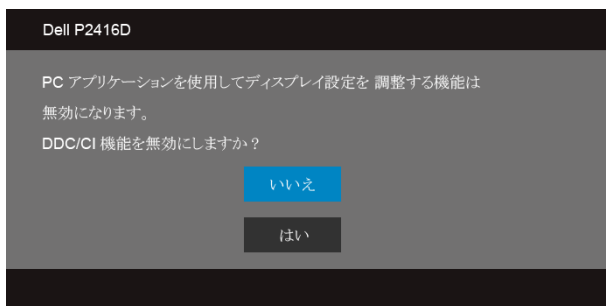 Dell P2416D
PC アプリケーションを使用してディスプレイ設定を 調整する機能は
無効になります。
DDC/CI 機能を無効にしますか？
いいえ
はい